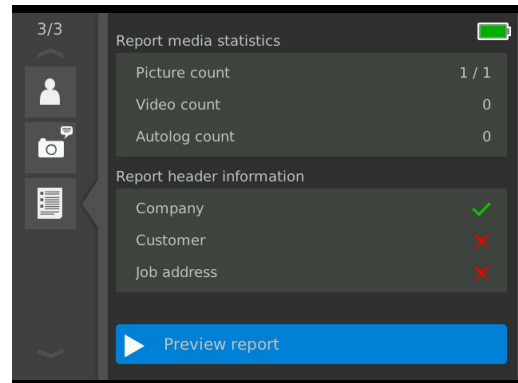 3/3
Report media statistics
Picture count 1 / 1
Video count 0
Autolog count 0
Report header information
Company
Customer
Job address
Preview report